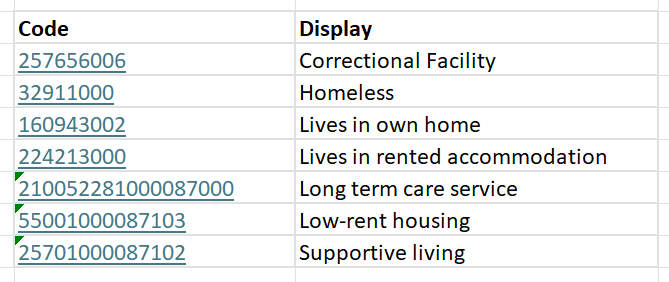 Code Display
257656006 Correctional Facility
32911000 Homeless
160943002 Lives in own home
224213000 Lives in rented accommodation
210052281000087000 Long term care service
55001000087103 Low-rent housing
25701000087102 Supportive living